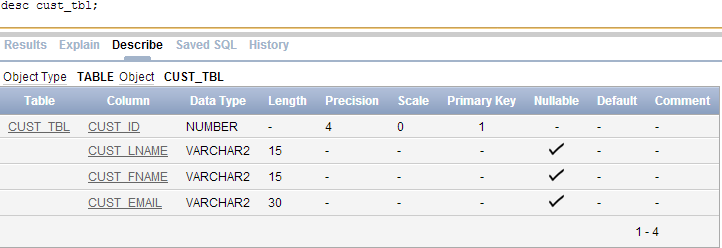 desc cust_tbl;
Results Explain Describe Saved SQL History
Object Type TABLE Object CUST_TBL
Table Column Data Type Length Precision Scale Primary Key Nullable Default Comment
CUST_TBL CUST_ID NUMBER - 4 0 1 - - -
CUST_LNAME VARCHAR2 15 - - - ✓ - -
CUST_FNAME VARCHAR2 15 - - - ✓ - -
CUST_EMAIL VARCHAR2 30 - - - ✓ - -
1 - 4